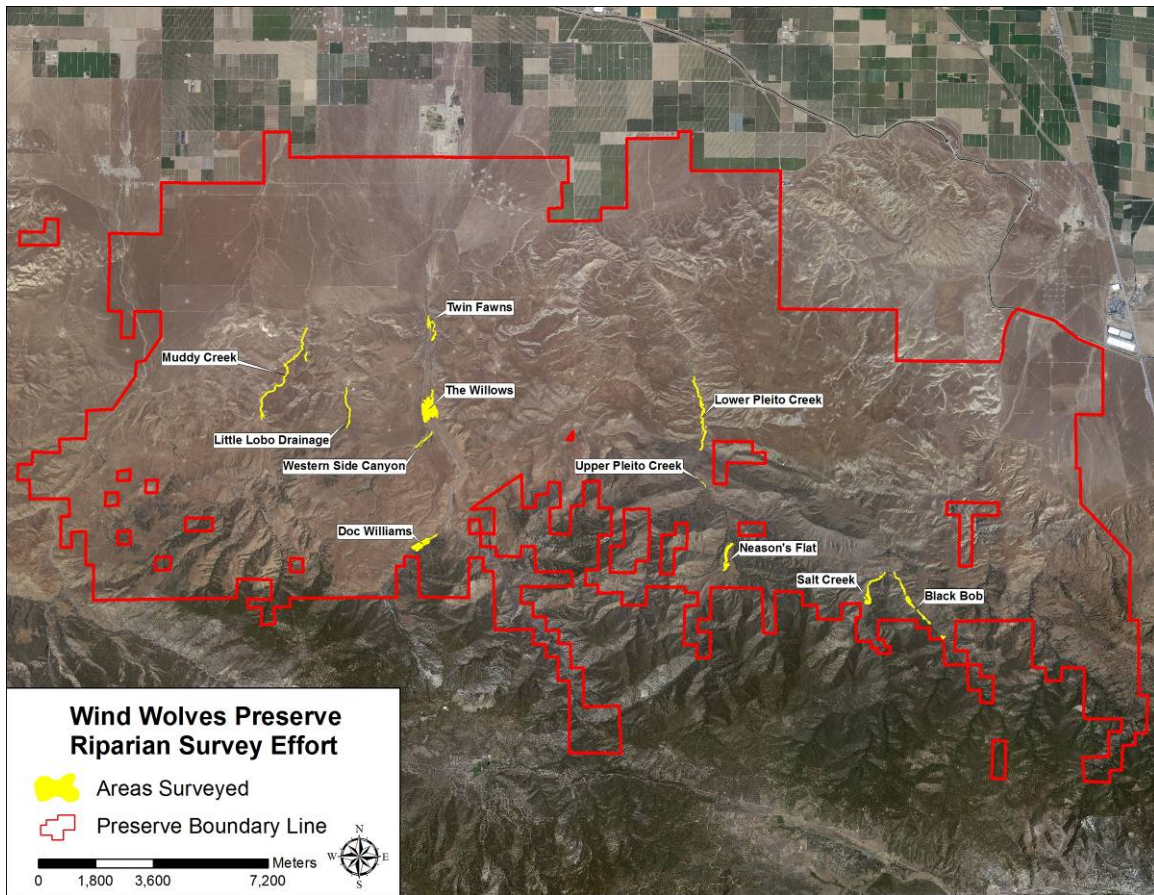 Twin Fawns
Muddy Creek
The Willows
Lower Pleito Creek
Little Lobo Drainage
Western Side Canyon
Upper Pleito Creek
Doc Williams
Neason's Flat
Salt Creek
Black Bob
Wind Wolves Preserve
Riparian Survey Effort
Areas Surveyed
Preserve Boundary Line
Meters
0 1,800 3,600 7,200
N
W E
S